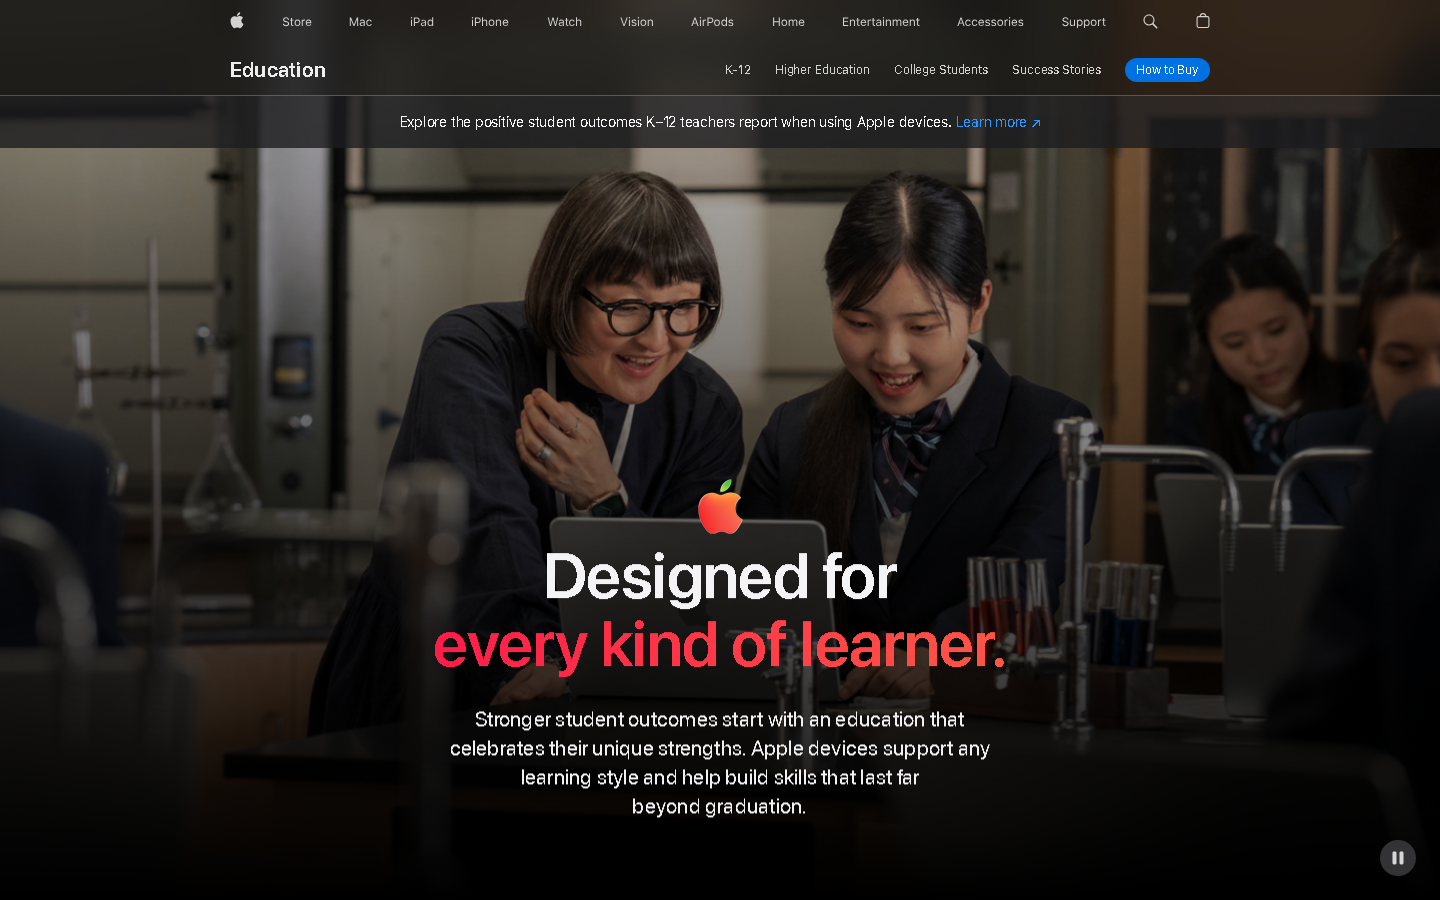 Store Mac iPad iPhone Watch Vision AirPods Home Entertainment Accessories Support
Education K-12 Higher Education College Students Success Stories How to Buy
Explore the positive student outcomes K–12 teachers report when using Apple devices. Learn more ↗
Designed for
every kind of learner.
Stronger student outcomes start with an education that
celebrates their unique strengths. Apple devices support any
learning style and help build skills that last far
beyond graduation.